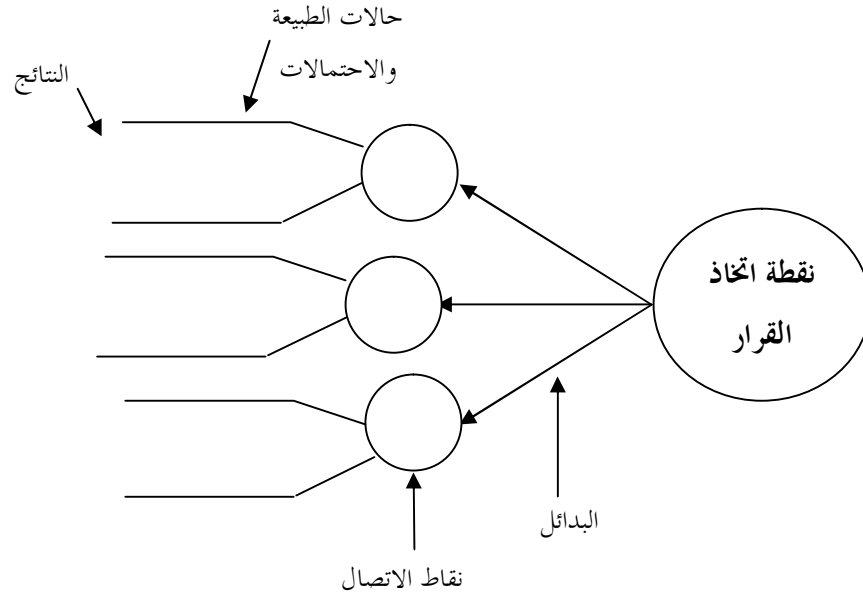 حالات الطبيعة
والاحتمالات
النتائج
نقطة اتخاذ
القرار
البدائل
نقاط الاتصال